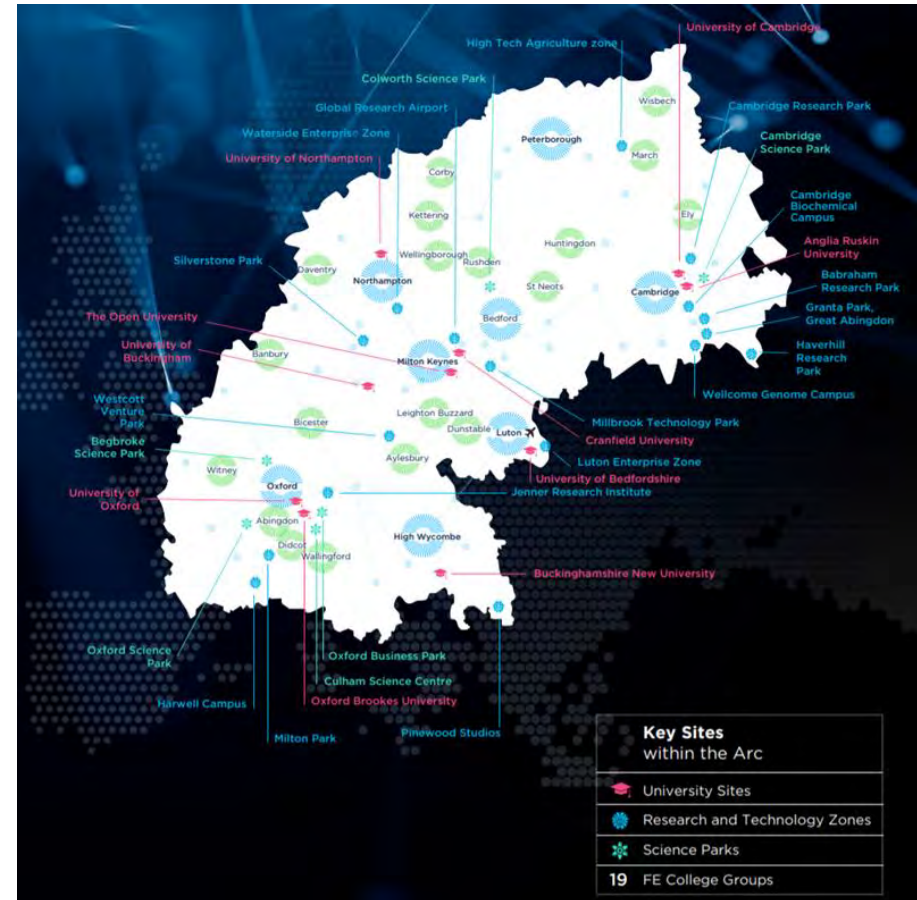 University of Cambridge
High Tech Agriculture zone
Colworth Science Park
Global Research Airport
Waterside Enterprise Zone
University of Northampton
Wisbech
Cambridge Research Park
Peterborough
March
Cambridge
Science Park
Corby
Cambridge
Biochemical
Campus
Kettering
Ely
Anglia Ruskin
University
Silverstone Park
Daventry
Wellingborough
Rushden
Huntingdon
Northampton
St Neots
Cambridge
Babraham
Research Park
The Open University
Bedford
Granta Park,
Great Abingdon
University of
Buckingham
Banbury
Milton Keynes
Haverhill
Research
Park
Westcott
Venture
Park
Wellcome Genome Campus
Leighton Buzzard
Millbrook Technology Park
Bicester
Dunstable
Luton
Cranfield University
Begbroke
Science Park
Aylesbury
Luton Enterprise Zone
Witney
University of Bedfordshire
Oxford
Jenner Research Institute
University of
Oxford
Abingdon
High Wycombe
Didcot
Wallingford
Buckinghamshire New University
Oxford Science
Park
Oxford Business Park
Culham Science Centre
Harwell Campus
Oxford Brookes University
Milton Park
Pinewood Studios
Key Sites
within the Arc
University Sites
Research and Technology Zones
Science Parks
19 FE College Groups